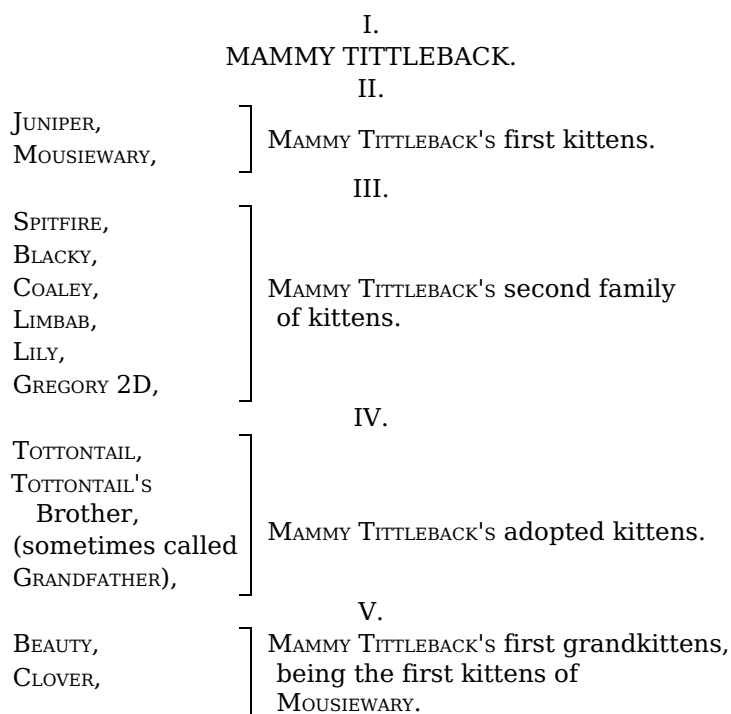 I.
MAMMY TITTLEBACK.
II.
JUNIPER,
MOUSIEWARY,
MAMMY TITTLEBACK'S first kittens.
III.
SPITFIRE,
BLACKY,
COALEY,
LIMBAB,
LILY,
GREGORY 2D,
MAMMY TITTLEBACK'S second family
of kittens.
IV.
TOTTONTAIL,
TOTTONTAIL'S
Brother,
(sometimes called
GRANDFATHER),
MAMMY TITTLEBACK'S adopted kittens.
V.
BEAUTY,
CLOVER,
MAMMY TITTLEBACK'S first grandkittens,
being the first kittens of
MOUSIEWARY.